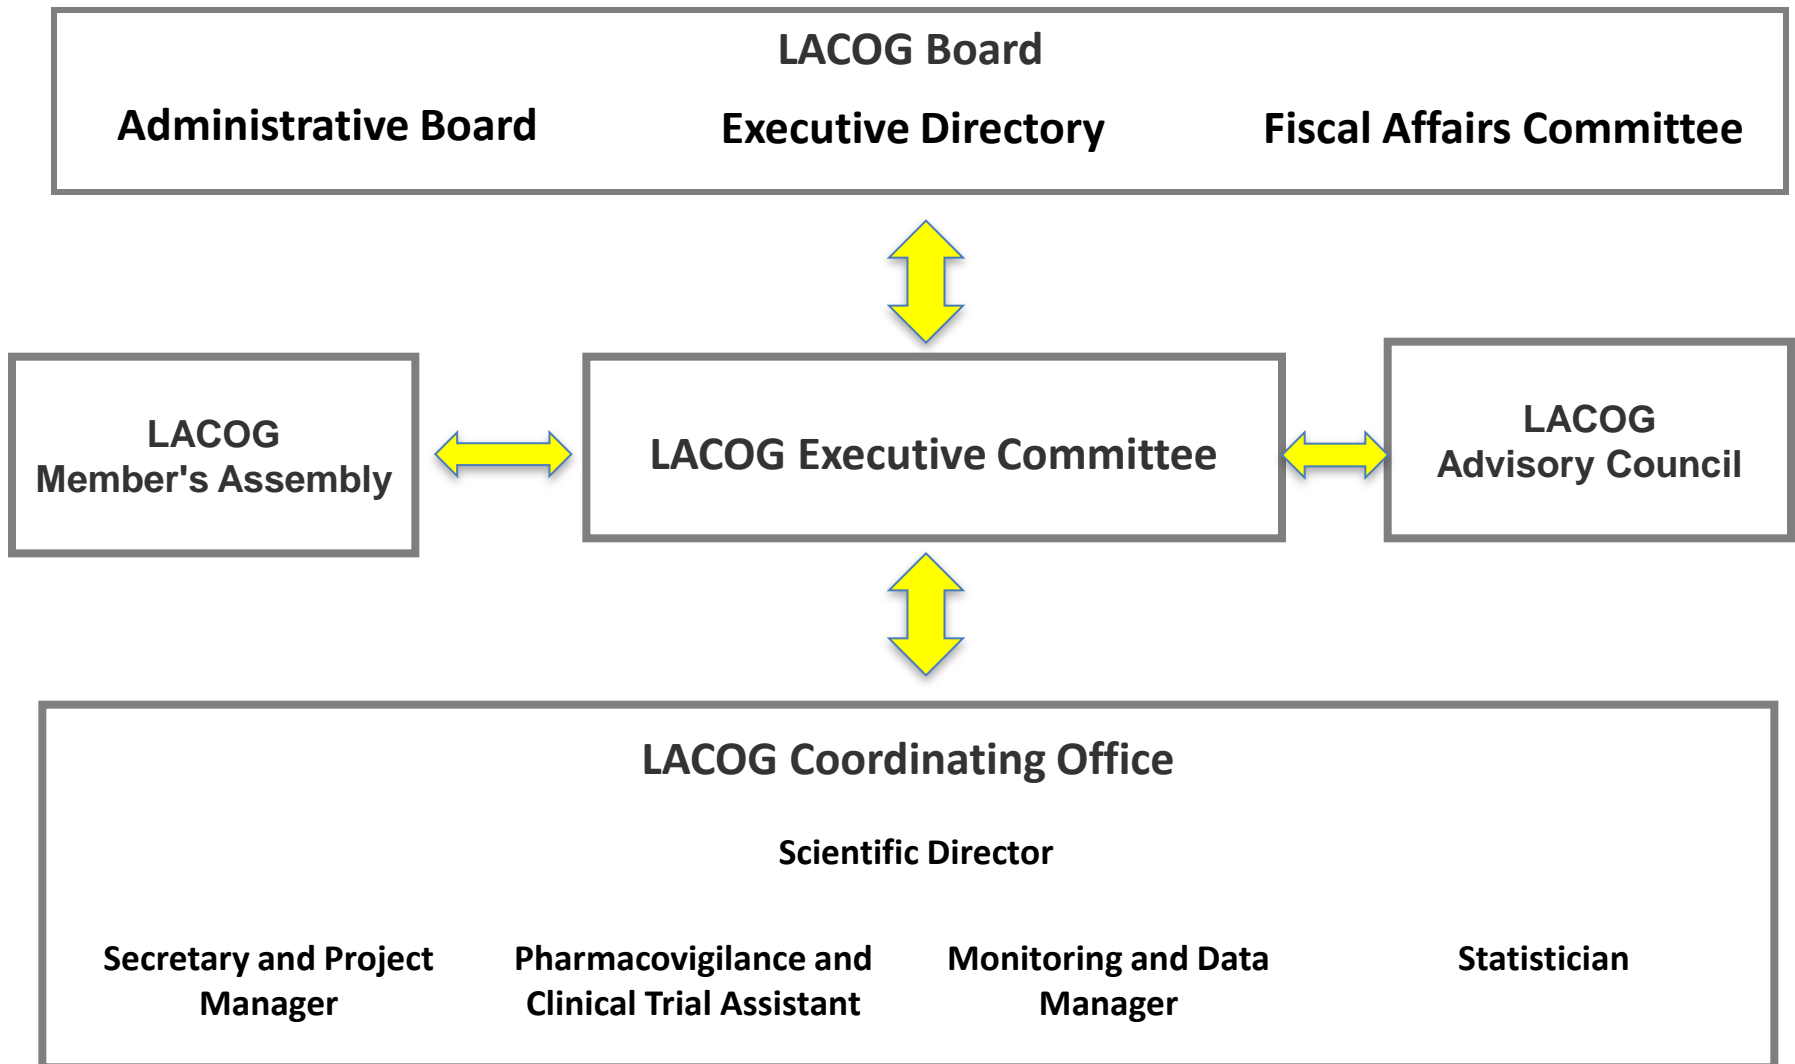 LACOG Board
Administrative Board
Executive Directory
Fiscal Affairs Committee
LACOG
Member's Assembly
LACOG Executive Committee
LACOG
Advisory Council
LACOG Coordinating Office
Scientific Director
Secretary and Project
Manager
Pharmacovigilance and
Clinical Trial Assistant
Monitoring and Data
Manager
Statistician